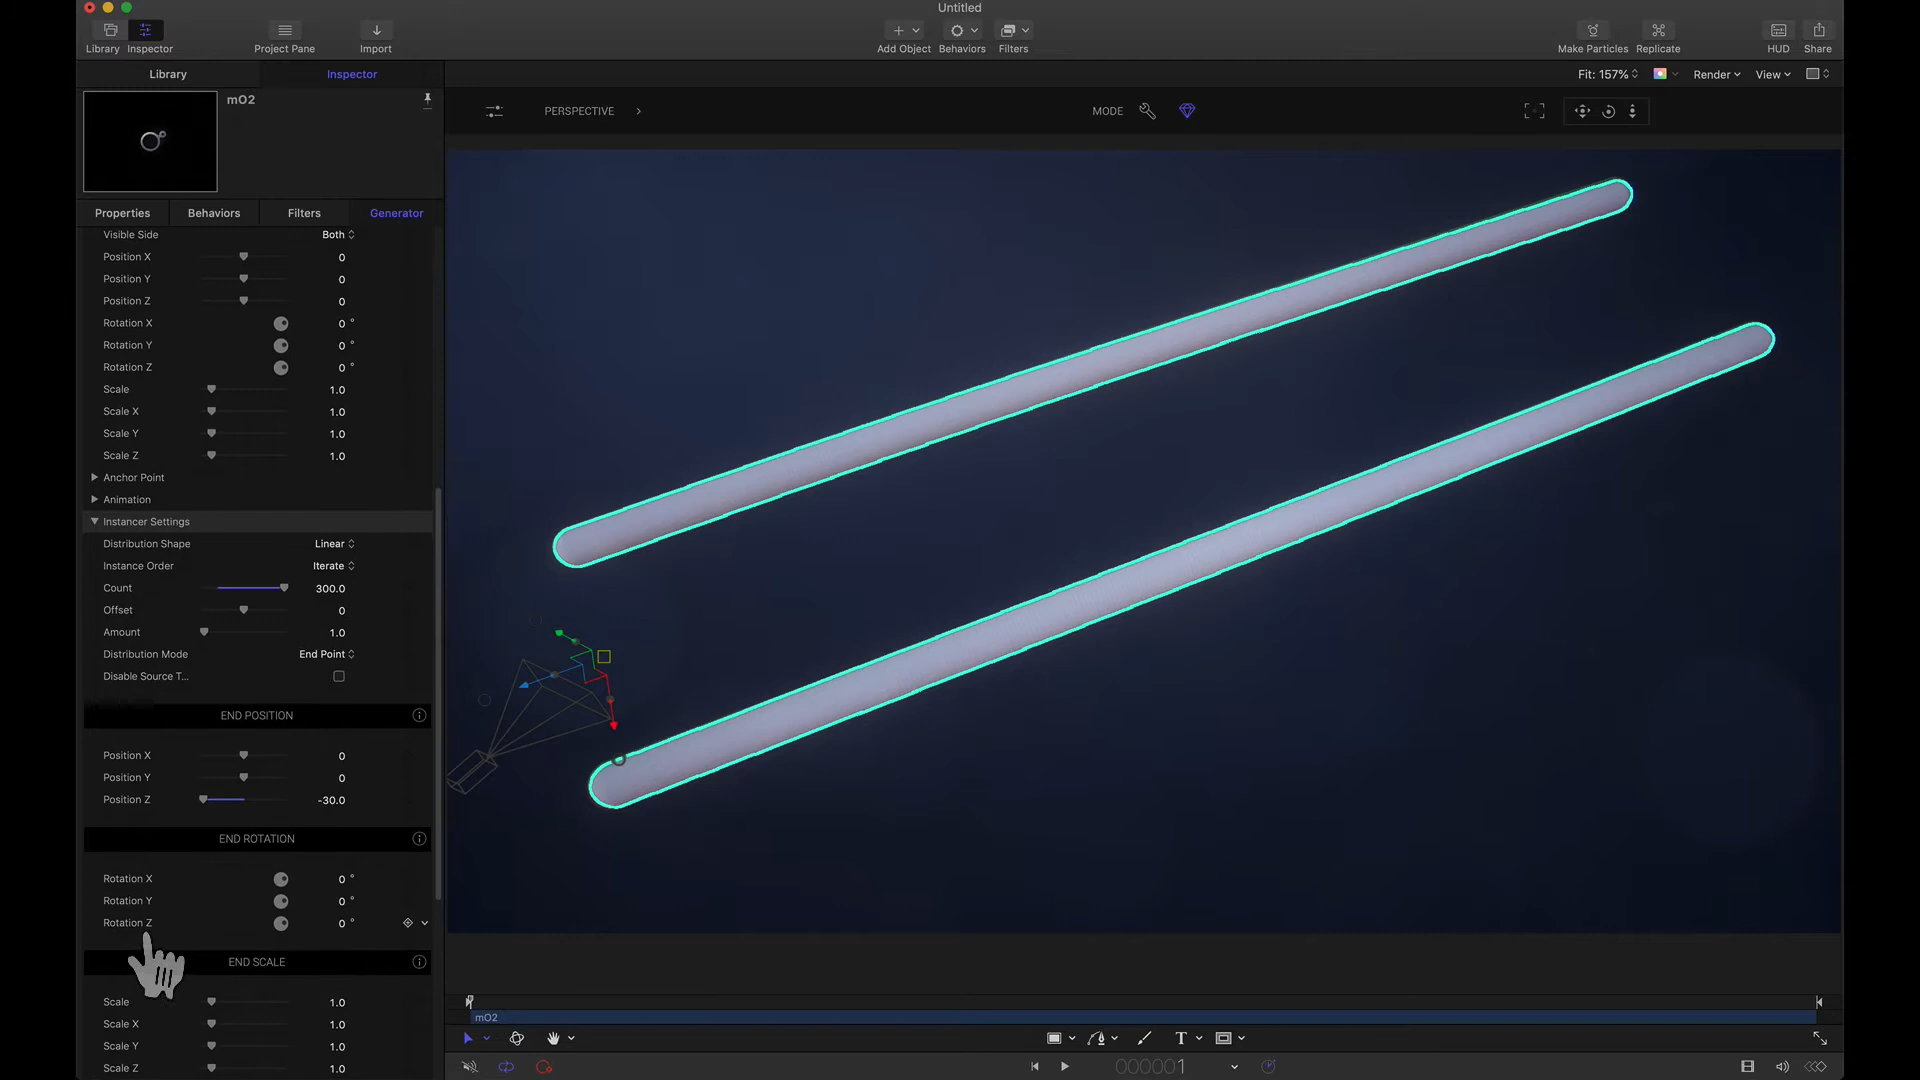 Untitled
Library Inspector Project Pane Import Add Object Behaviors Filters Make Particles Replicate HUD Share
Library Inspector Fit: 157% Render View
mO2
PERSPECTIVE MODE
Properties Behaviors Filters Generator
Visible Side Both
Position X 0
Position Y 0
Position Z 0
Rotation X 0 °
Rotation Y 0 °
Rotation Z 0 °
Scale 1.0
Scale X 1.0
Scale Y 1.0
Scale Z 1.0
Anchor Point
Animation
Instancer Settings
Distribution Shape Linear
Instance Order Iterate
Count 300.0
Offset 0
Amount 1.0
Distribution Mode End Point
Disable Source T...
END POSITION
Position X 0
Position Y 0
Position Z -30.0
END ROTATION
Rotation X 0 °
Rotation Y 0 °
Rotation Z 0 °
END SCALE
Scale 1.0
Scale X 1.0
Scale Y 1.0
Scale Z 1.0
mO2
T
000001